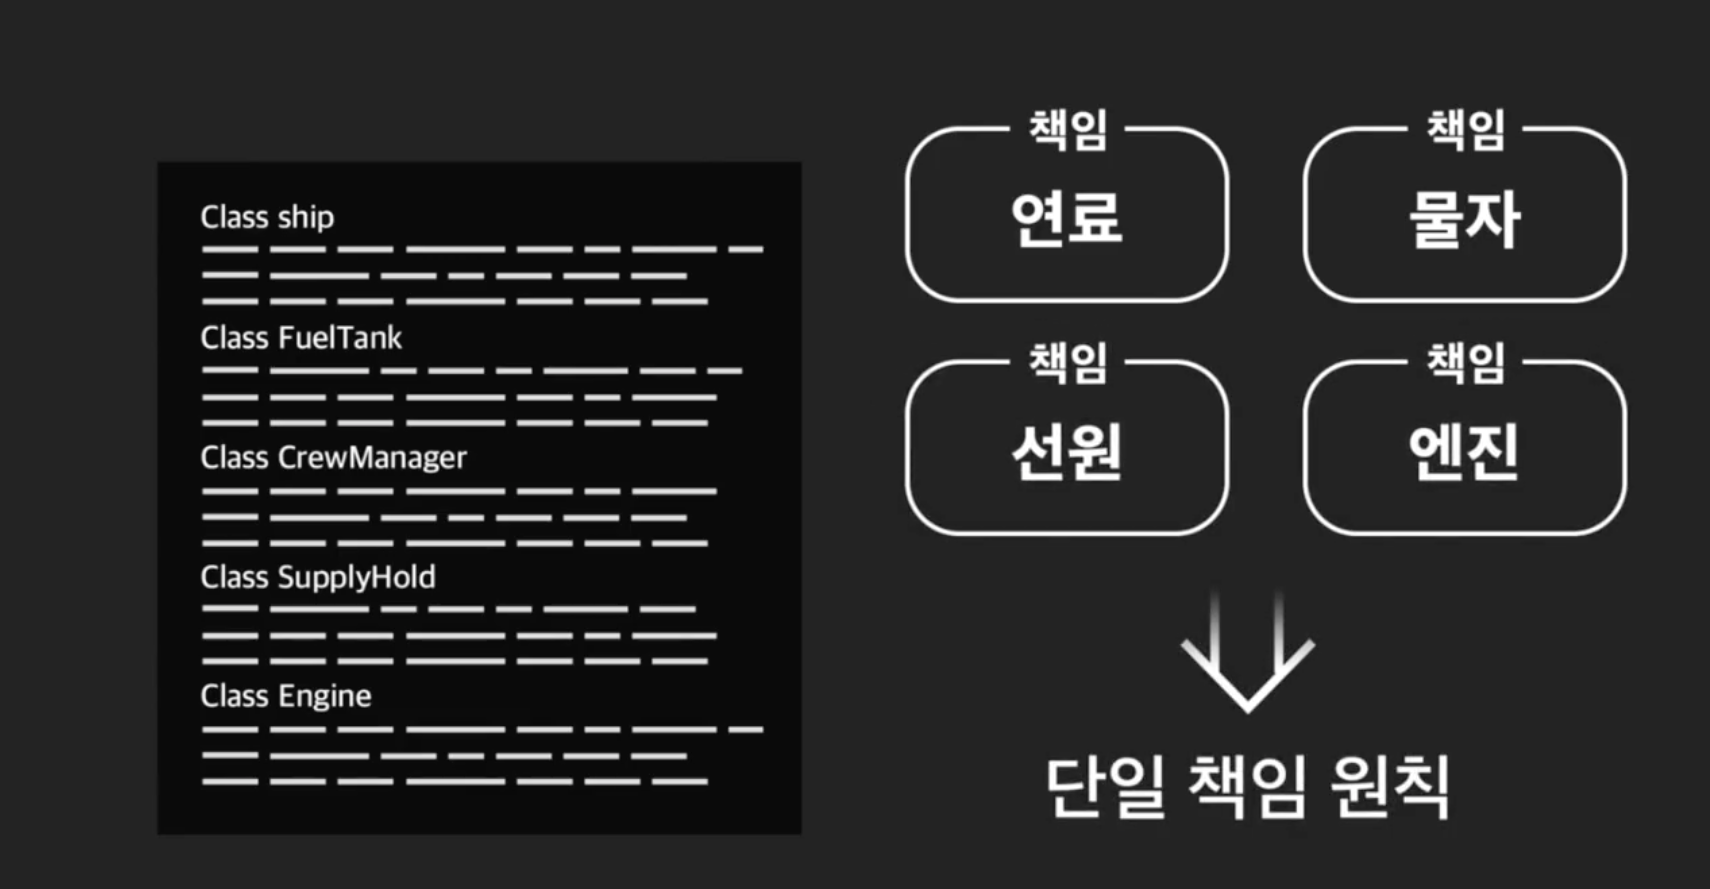 Class ship
Class FuelTank
Class CrewManager
Class SupplyHold
Class Engine
책임
연료
책임
물자
책임
선원
책임
엔진
단일 책임 원칙